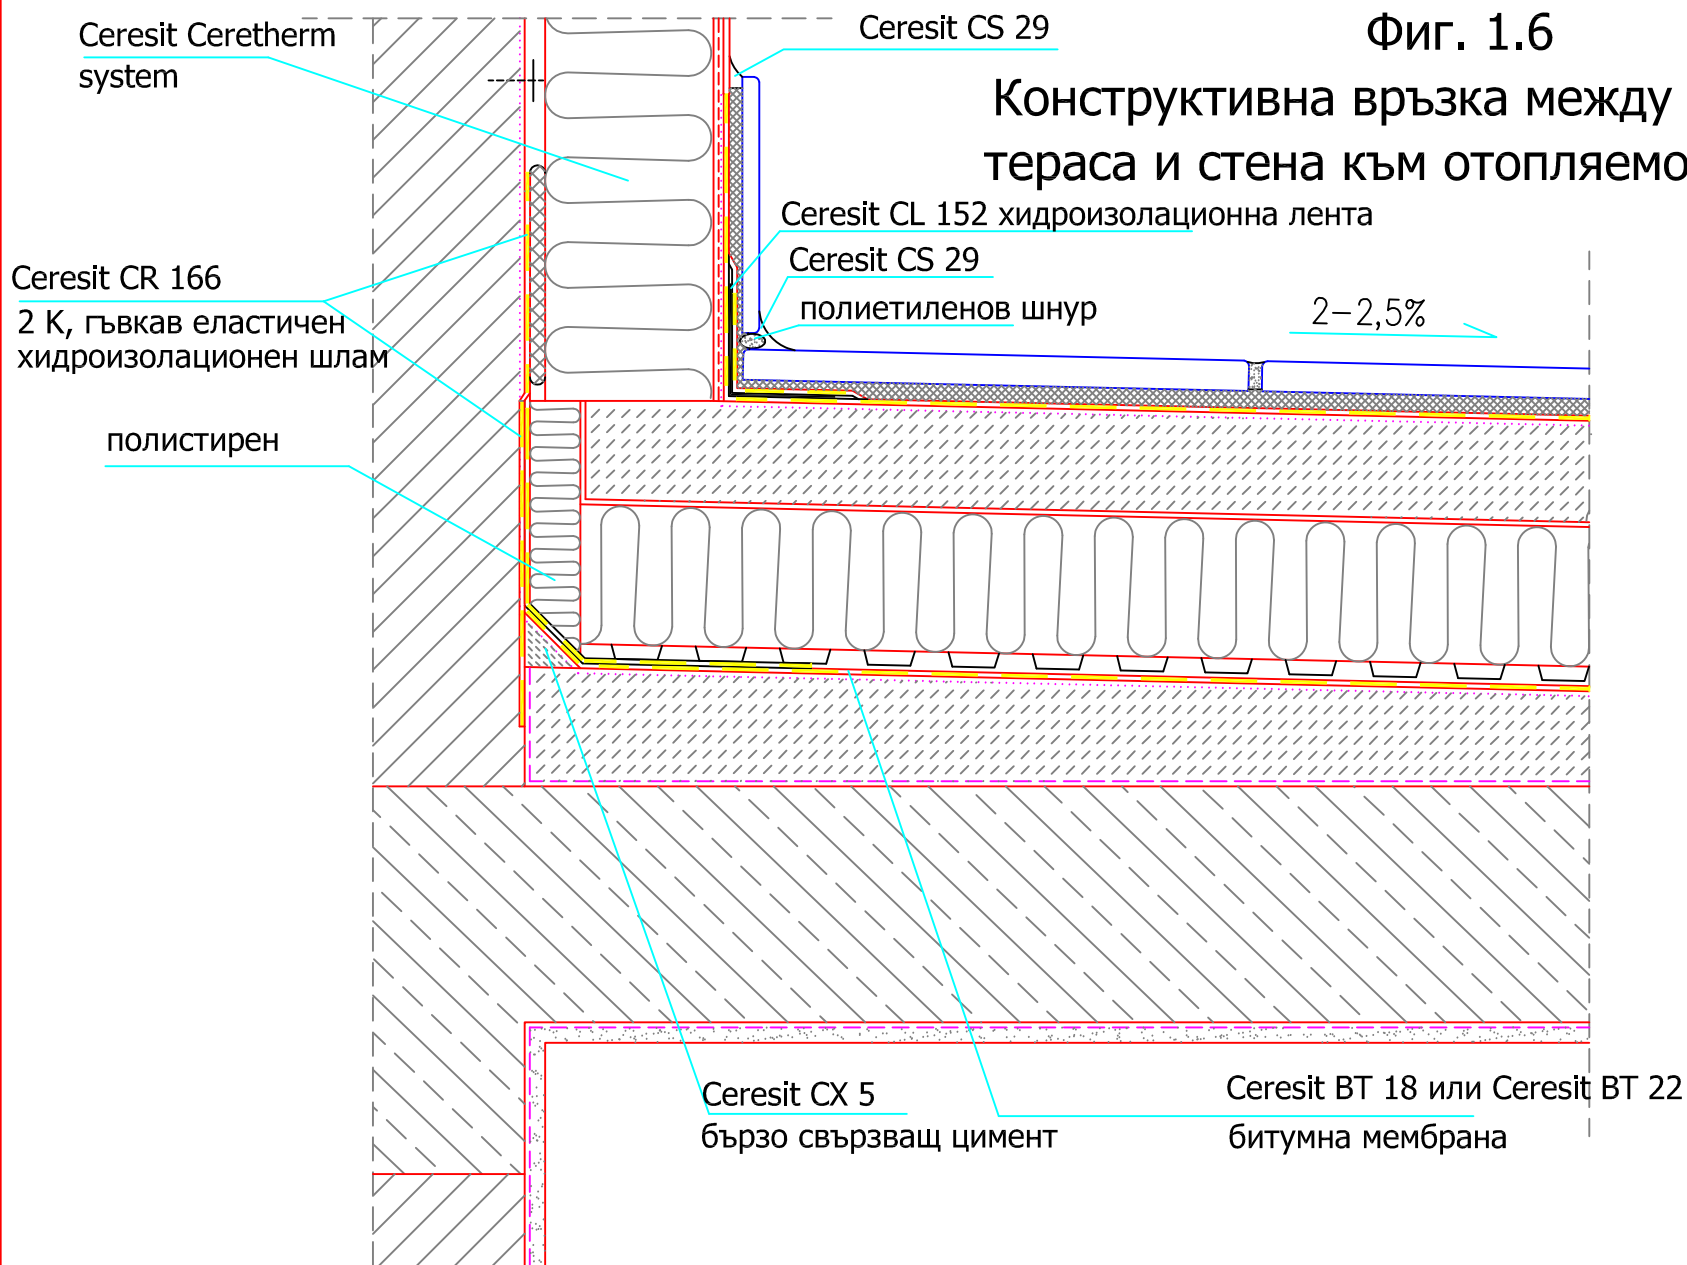 Фиг. 1.6
Конструктивна връзка между
тераса и стена към отопляемо
Ceresit Ceretherm
system
Ceresit CS 29
Ceresit CL 152 хидроизолационна лента
Ceresit CS 29
полиетиленов шнур
2-2,5%
Ceresit CR 166
2 K, гъвкав еластичен
хидроизолационен шлам
полистирен
Ceresit CX 5
бързо свързващ цимент
Ceresit BT 18 или Ceresit BT 22
битумна мембрана